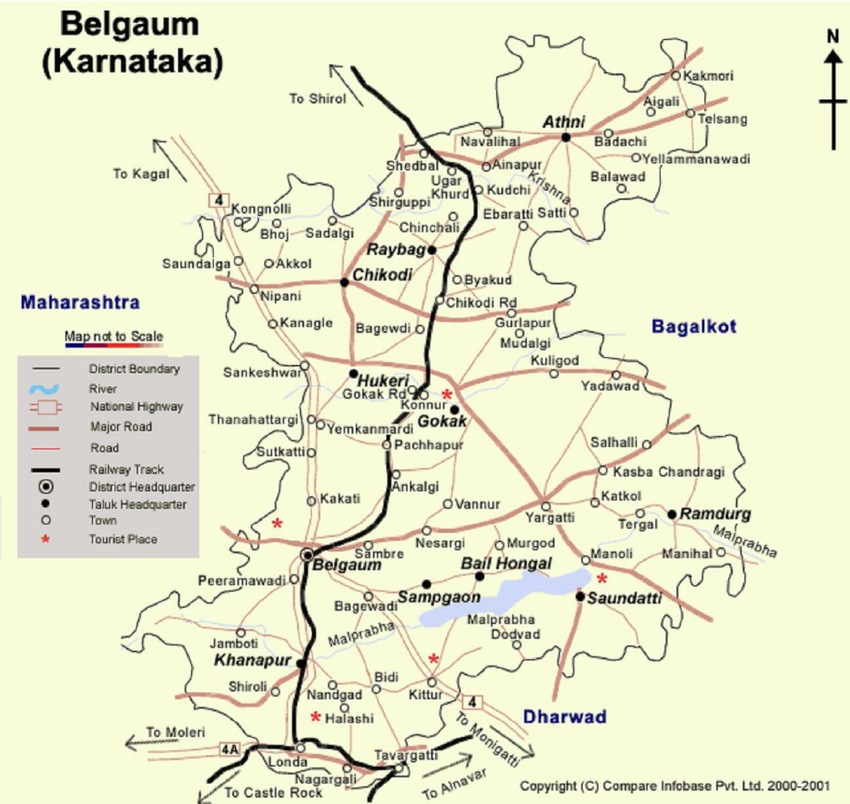 Belgaum
(Karnataka)
N
To Shirol
Kakmori
Aigali
Telsang
Athni
Navalihal
Badachi
Shedbal
Ainapur
Yellammanawadi
To Kagal
Ugar
Khurd
Kudchi
Krishna
Balawad
4
Shirguppi
Kongnolli
Bhoj
Sadalgi
Chinchali
Ebaratti
Satti
Raybag
Saundalga
Akkol
Chikodi
Byakud
Nipani
Chikodi Rd
Maharashtra
Kanagle
Bagewdi
Gurlapur
Bagalkot
Map not to Scale
Mudalgi
District Boundary
River
National Highway
Major Road
Road
Railway Track
District Headquarter
Taluk Headquarter
Town
Tourist Place
Sankeshwar
Hukeri
Kuligod
Yadawad
Gokak Rd
Konnur
Gokak
Thanahattargi
Yemkanmardi
Pachhapur
Salhalli
Sutkatti
Kasba Chandragi
Ankalgi
Kakati
Vannur
Katkol
Yargatti
Tergal
Ramdurg
Malprabha
Nesargi
Murgod
Sambre
Manoli
Manihal
Belgaum
Bail Hongal
Peeramawadi
Sampgaon
Saundatti
Bagewadi
Malprabha
Malprabha
Dodvad
Jamboti
Khanapur
Shiroli
Bidi
Nandgad
Kittur
Halashi
4
Dharwad
To Moleri
To Monigatti
4A
Londa
Tavargatti
Nagargali
To Castle Rock
To Alnavar
Copyright (C) Compare Infobase Pvt. Ltd. 2000-2001